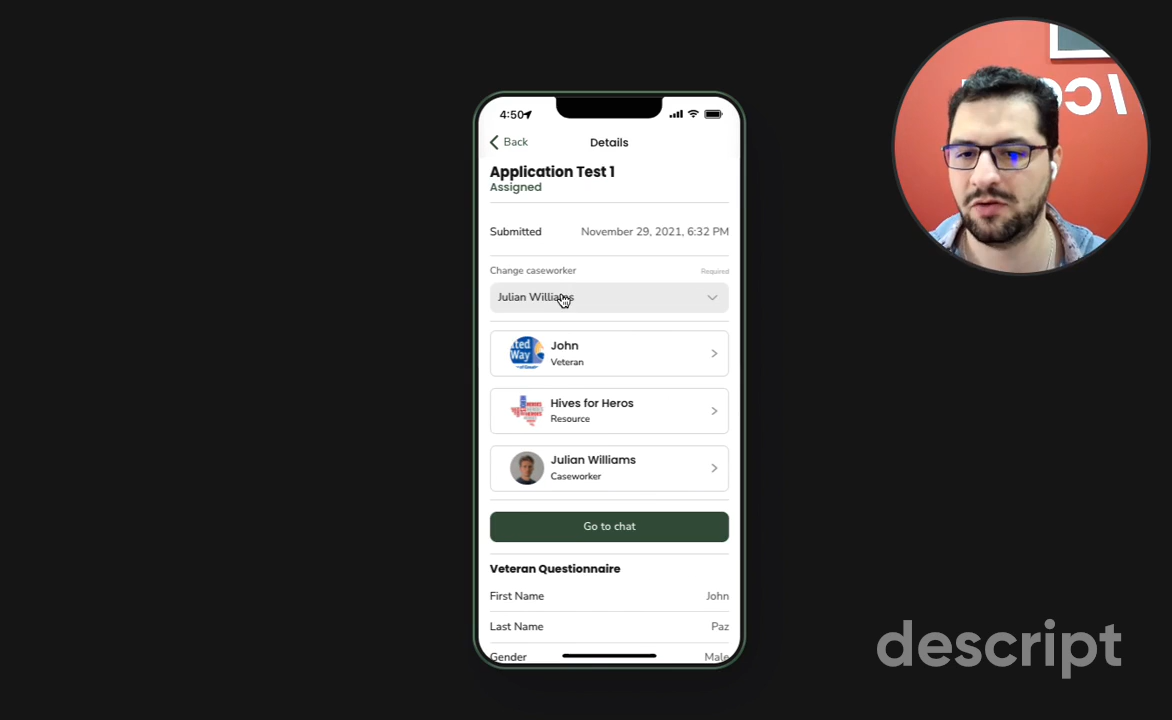 4:50
Back
Details
Application Test 1
Assigned
Submitted
November 29, 2021, 6:32 PM
Change caseworker
Required
Julian Williams
John
Veteran
Hives for Heros
Resource
Julian Williams
Caseworker
Go to chat
Veteran Questionnaire
First Name
John
Last Name
Paz
Gender
Male
descript